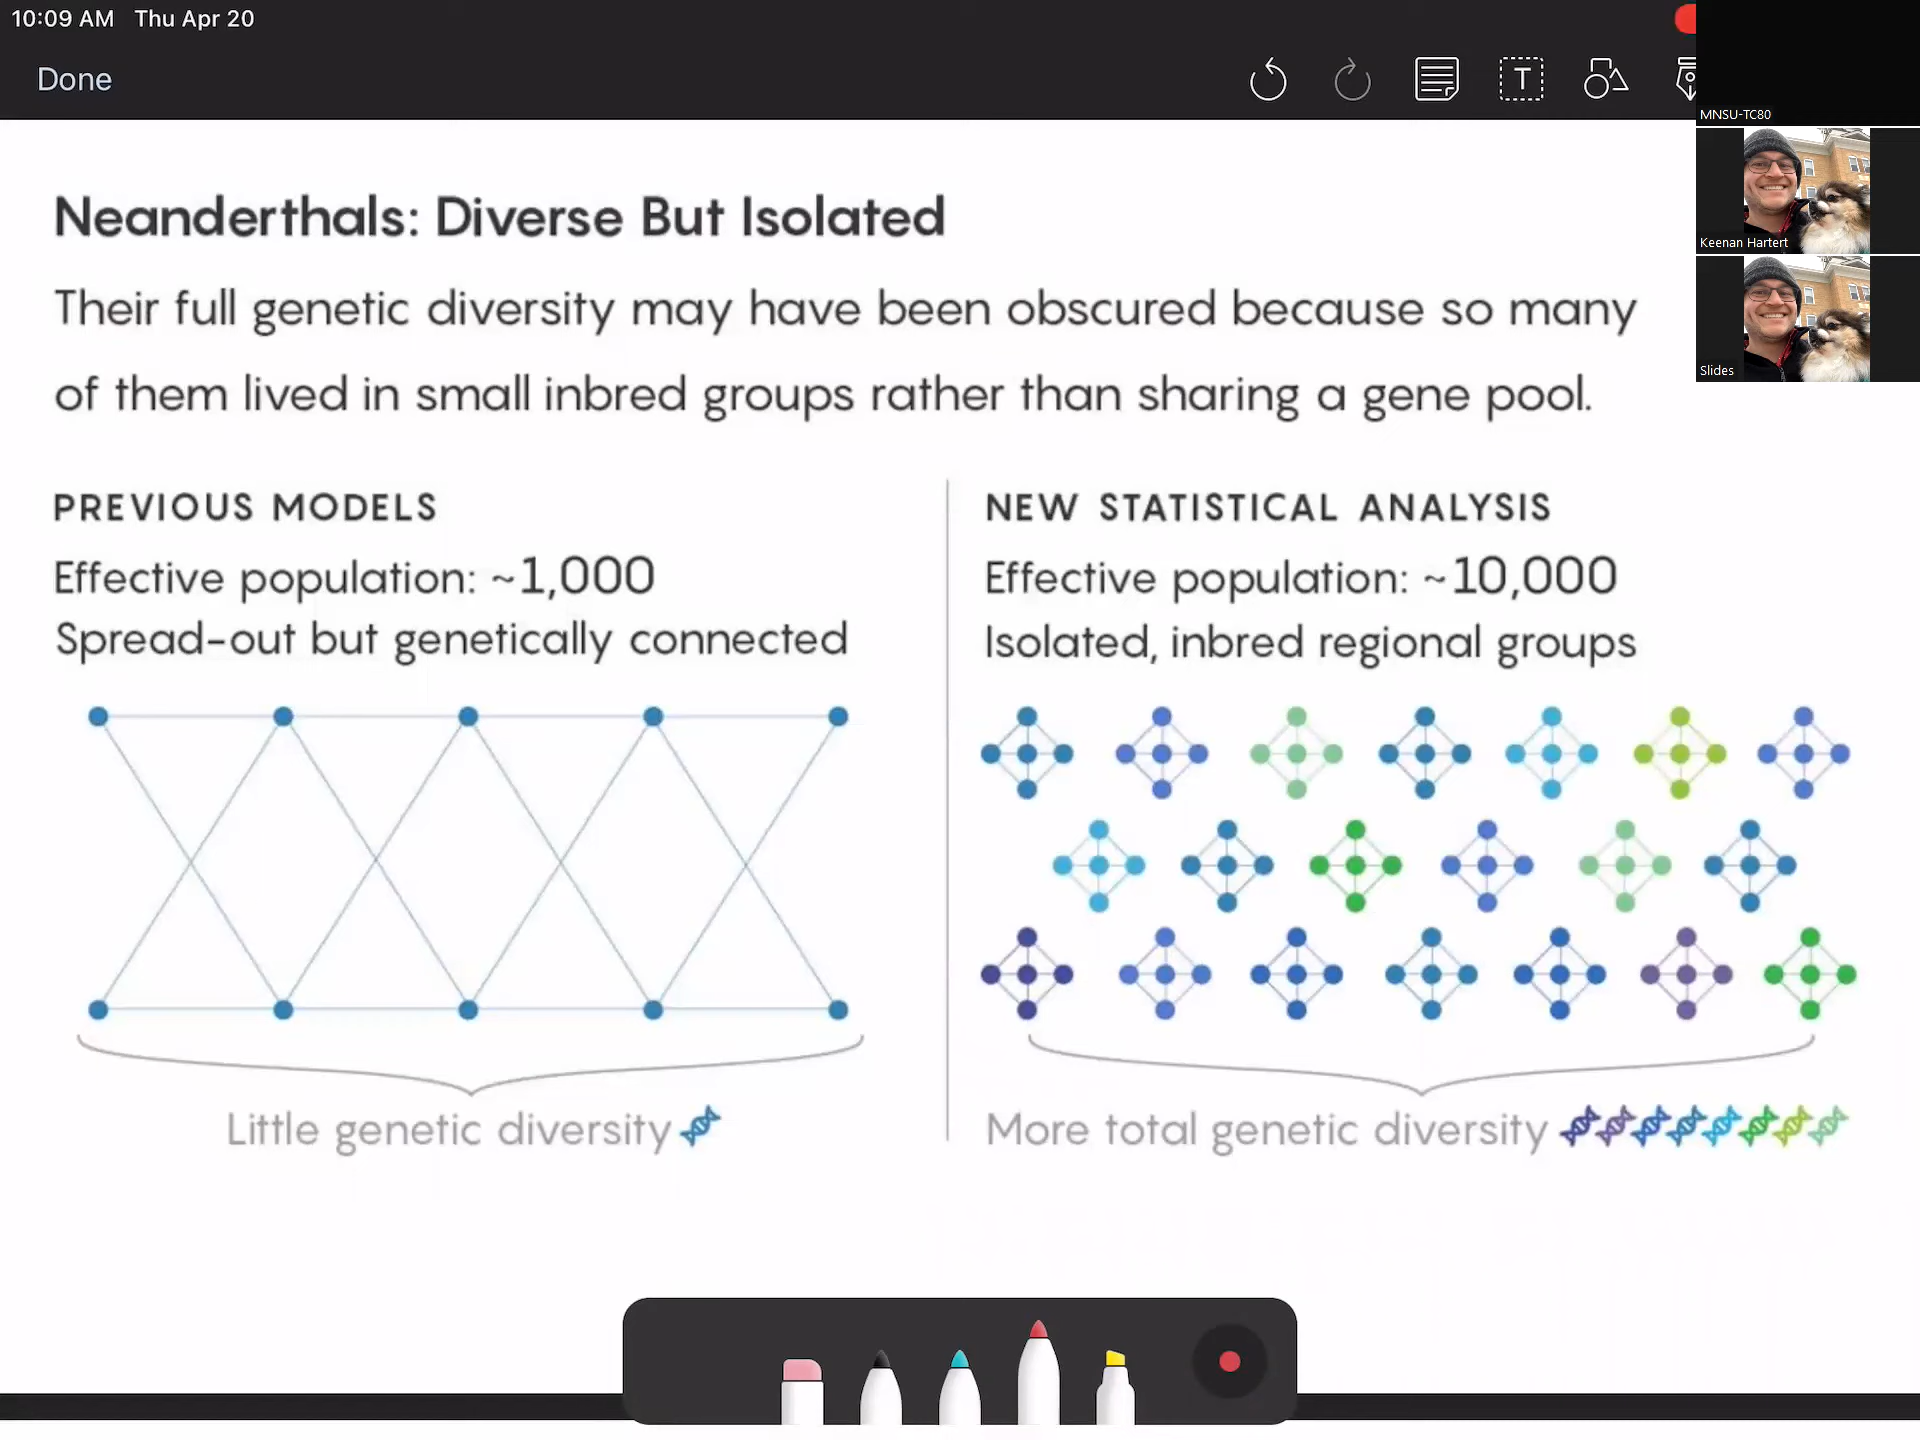 10:09 AM Thu Apr 20
Done
T
MNSU-TC80
Keenan Hartert
Slides
Neanderthals: Diverse But Isolated
Their full genetic diversity may have been obscured because so many
of them lived in small inbred groups rather than sharing a gene pool.
PREVIOUS MODELS
Effective population: ~1,000
Spread-out but genetically connected
Little genetic diversity
NEW STATISTICAL ANALYSIS
Effective population: ~10,000
Isolated, inbred regional groups
More total genetic diversity